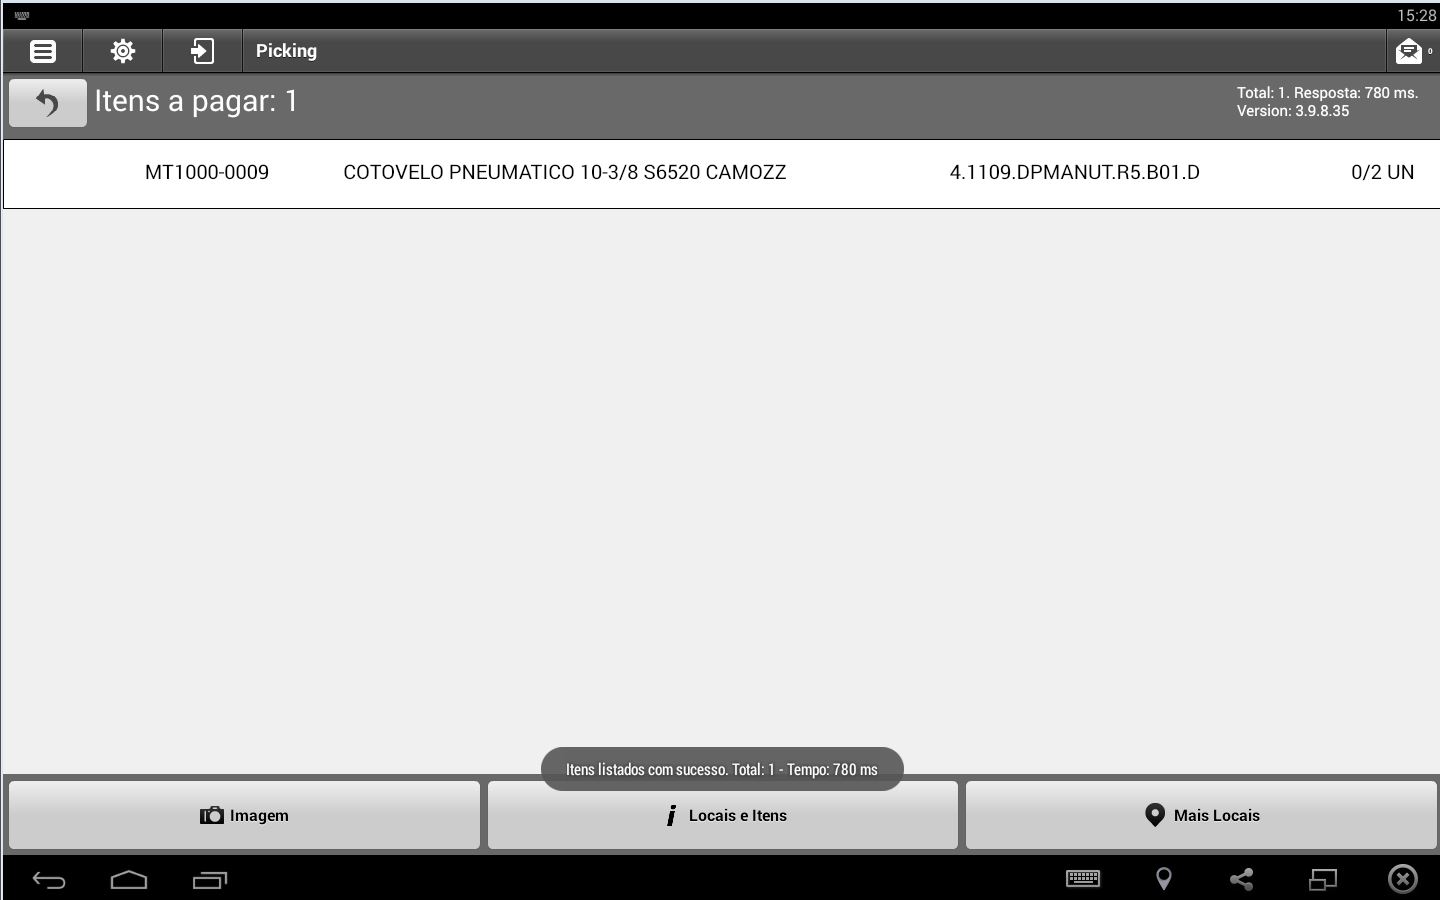 15:28
Picking
0
Itens a pagar: 1
Total: 1. Resposta: 780 ms.
Version: 3.9.8.35
MT1000-0009 COTOVELO PNEUMATICO 10-3/8 S6520 CAMOZZ 4.1109.DPMANUT.R5.B01.D 0/2 UN
Itens listados com sucesso. Total: 1 - Tempo: 780 ms
Imagem
Locais e Itens
Mais Locais